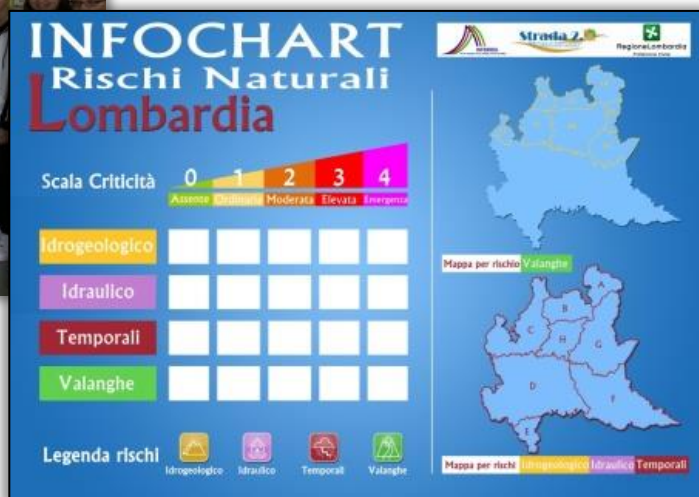 INFOCHART
Rischi Naturali
Lombardia
Strada 2.
RegioneLombardia
Protezione Civile
Scala Criticità
0 1 2 3 4
Assente Ordinaria Moderata Elevata Emergenza
Idrogeologico
Idraulico
Temporali
Valanghe
Legenda rischi
Idrogeologico Idraulico Temporali Valanghe
Mappa per rischio Valanghe
A
B
C
H
G
D
F
E
Mappa per rischi Idrogeologico Idraulico Temporali